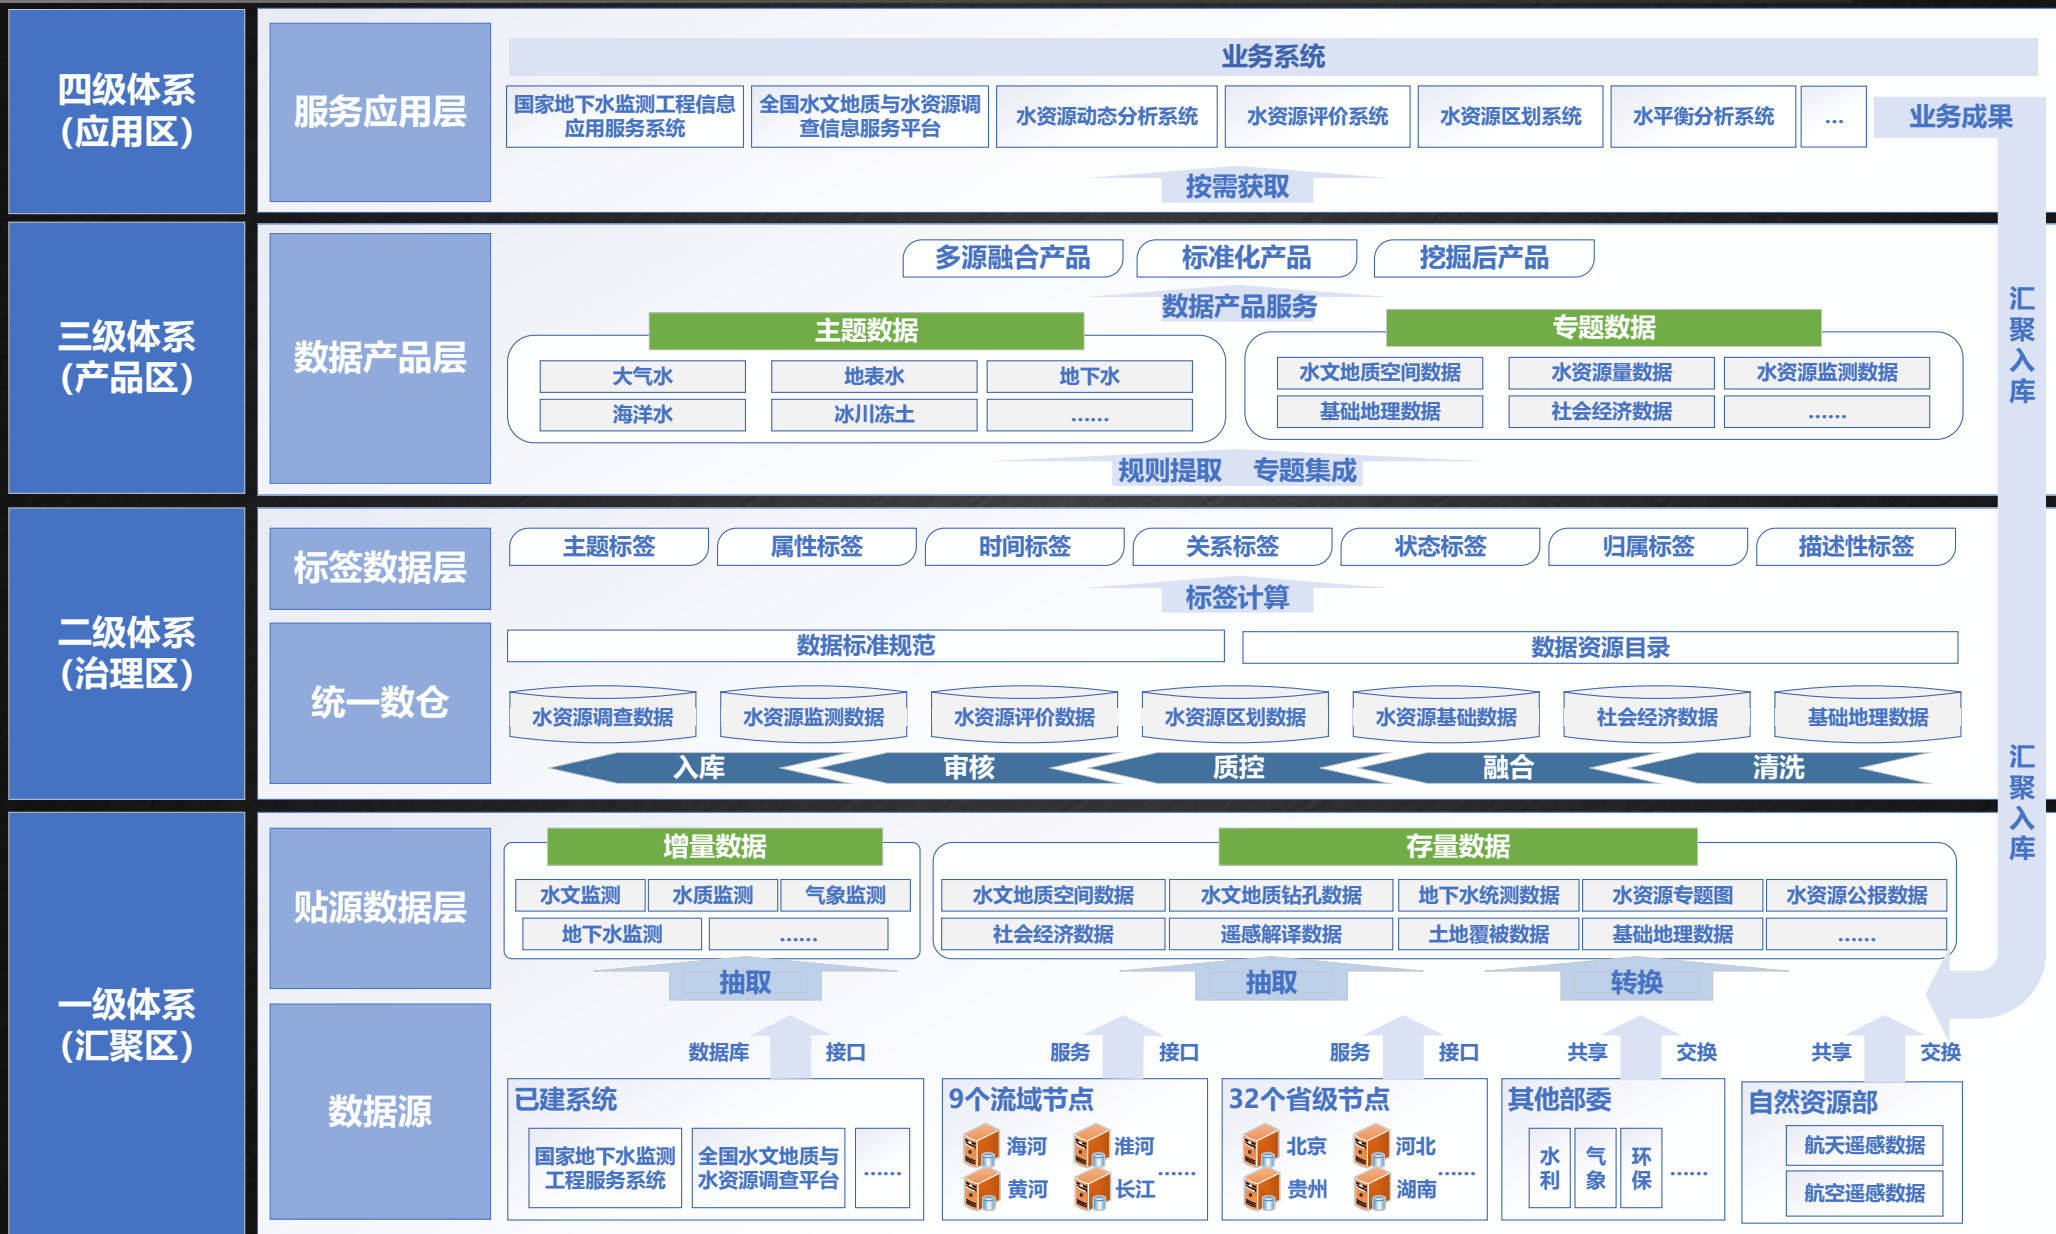 四级体系
(应用区)
服务应用层
业务系统
国家地下水监测工程信息
应用服务系统
全国水文地质与水资源调
查信息服务平台
水资源动态分析系统
水资源评价系统
水资源区划系统
水平衡分析系统
...
业务成果
按需获取
汇聚入库
三级体系
(产品区)
数据产品层
多源融合产品
标准化产品
挖掘后产品
数据产品服务
主题数据
大气水
地表水
地下水
海洋水
冰川冻土
......
专题数据
水文地质空间数据
水资源量数据
水资源监测数据
基础地理数据
社会经济数据
......
规则提取
专题集成
二级体系
(治理区)
标签数据层
主题标签
属性标签
时间标签
关系标签
状态标签
归属标签
描述性标签
标签计算
统一数仓
数据标准规范
数据资源目录
水资源调查数据
水资源监测数据
水资源评价数据
水资源区划数据
水资源基础数据
社会经济数据
基础地理数据
入库
审核
质控
融合
清洗
汇聚入库
一级体系
(汇聚区)
贴源数据层
增量数据
水文监测
水质监测
气象监测
地下水监测
......
存量数据
水文地质空间数据
水文地质钻孔数据
地下水统测数据
水资源专题图
水资源公报数据
社会经济数据
遥感解译数据
土地覆被数据
基础地理数据
......
抽取
抽取
转换
数据源
数据库
接口
服务
接口
服务
接口
共享
交换
共享
交换
已建系统
国家地下水监测
工程服务系统
全国水文地质与
水资源调查平台
......
9个流域节点
海河
淮河
黄河
长江
......
32个省级节点
北京
河北
贵州
湖南
......
其他部委
水利
气象
环保
......
自然资源部
航天遥感数据
航空遥感数据